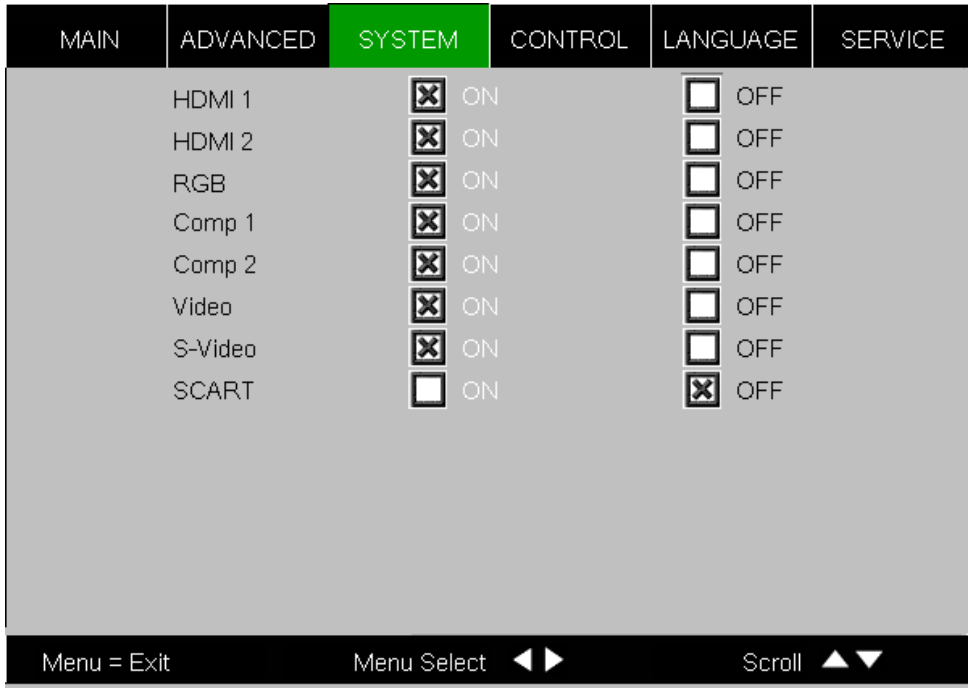 MAIN ADVANCED SYSTEM CONTROL LANGUAGE SERVICE
HDMI 1 ON OFF
HDMI 2 ON OFF
RGB ON OFF
Comp 1 ON OFF
Comp 2 ON OFF
Video ON OFF
S-Video ON OFF
SCART ON OFF
Menu = Exit Menu Select Scroll